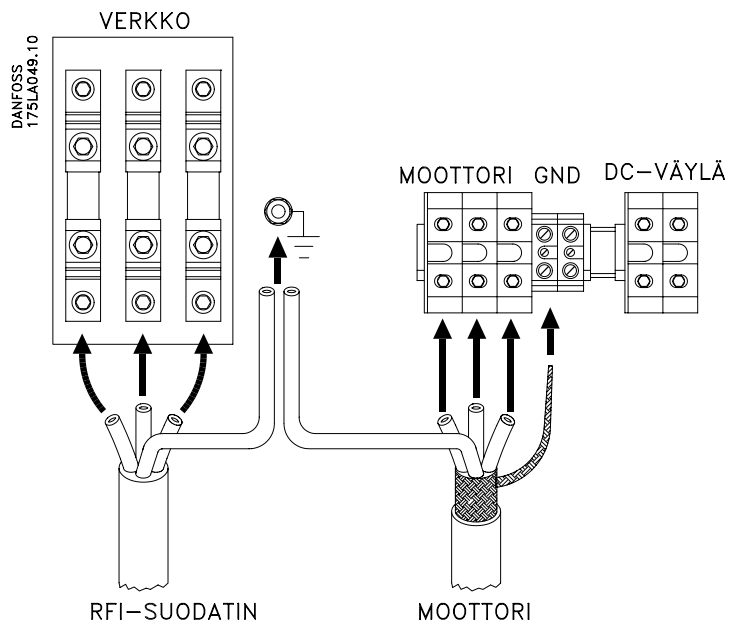 VERKKO
DANFOSS
175LA049.10
MOOTTORI GND DC-VÄYLÄ
RFI-SUODATIN
MOOTTORI